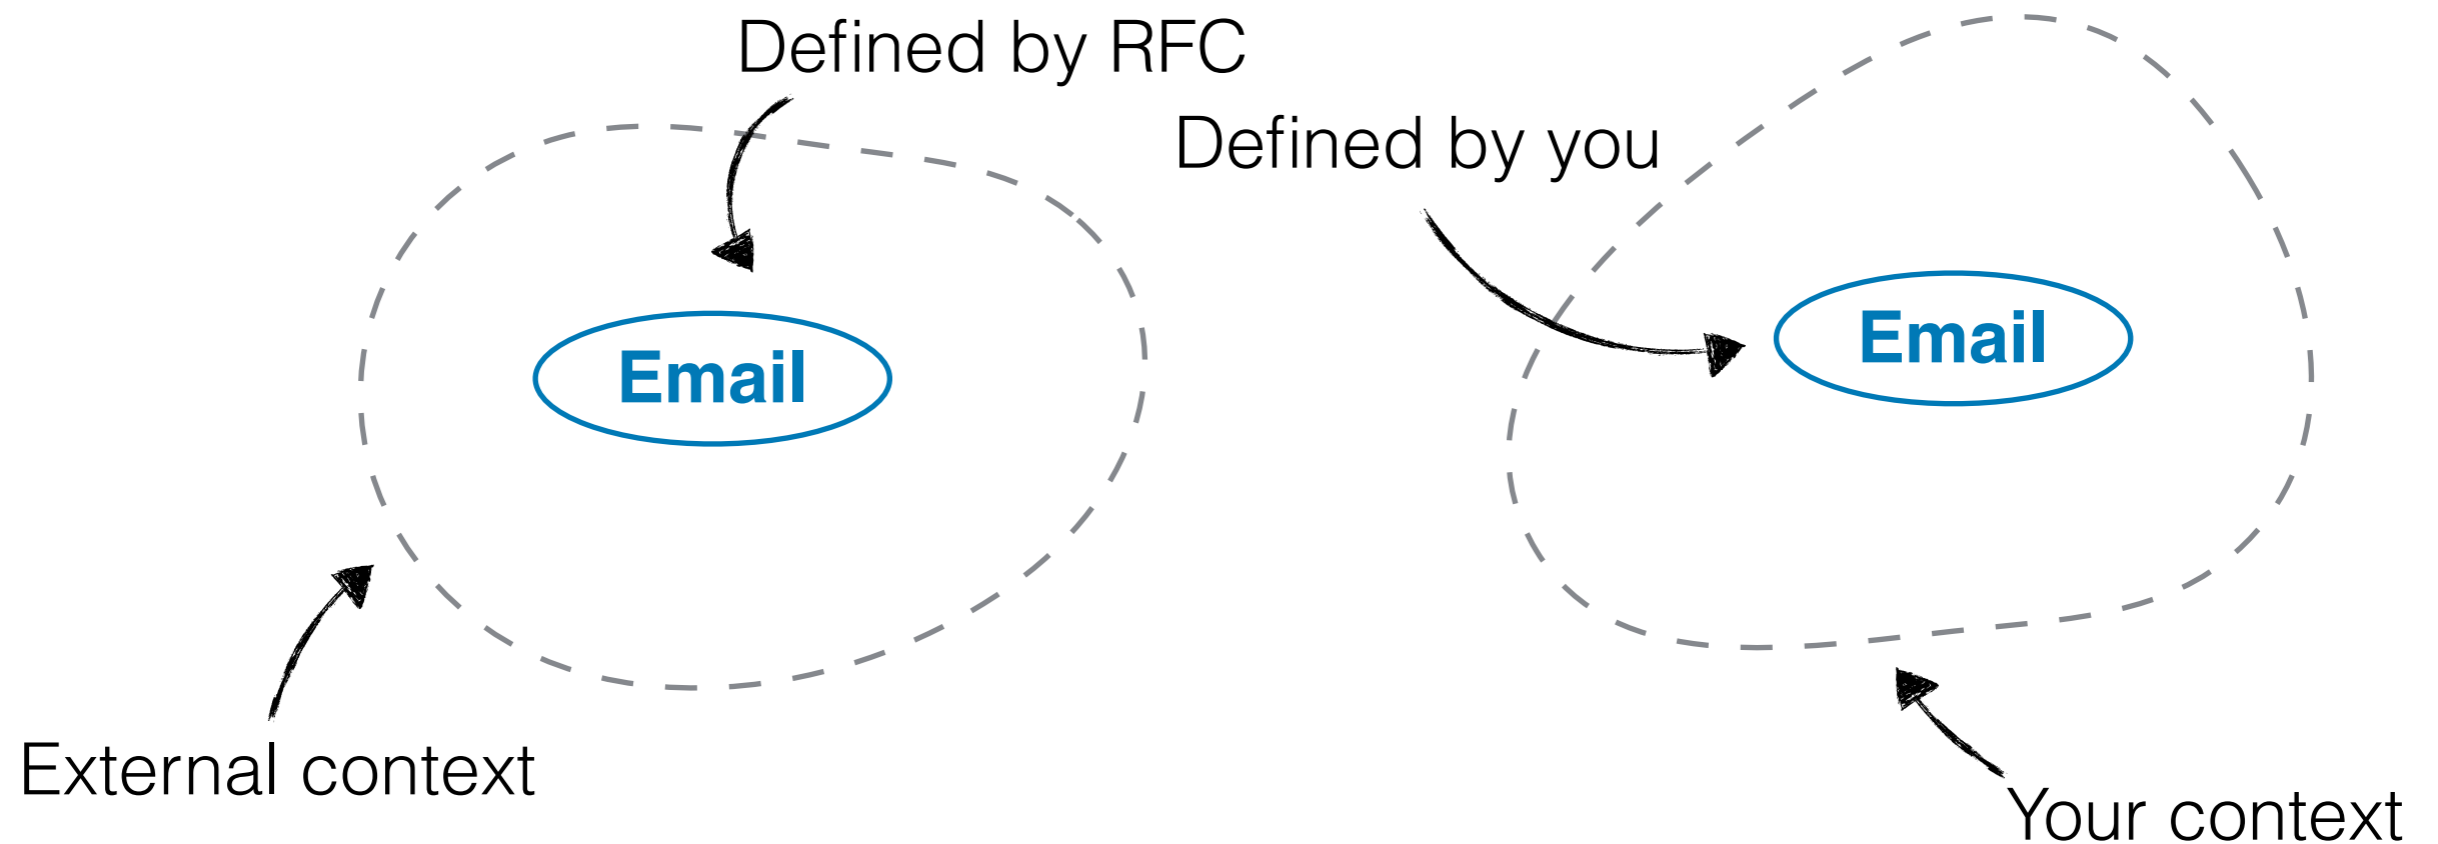 Defined by RFC
Defined by you
Email
Email
External context
Your context